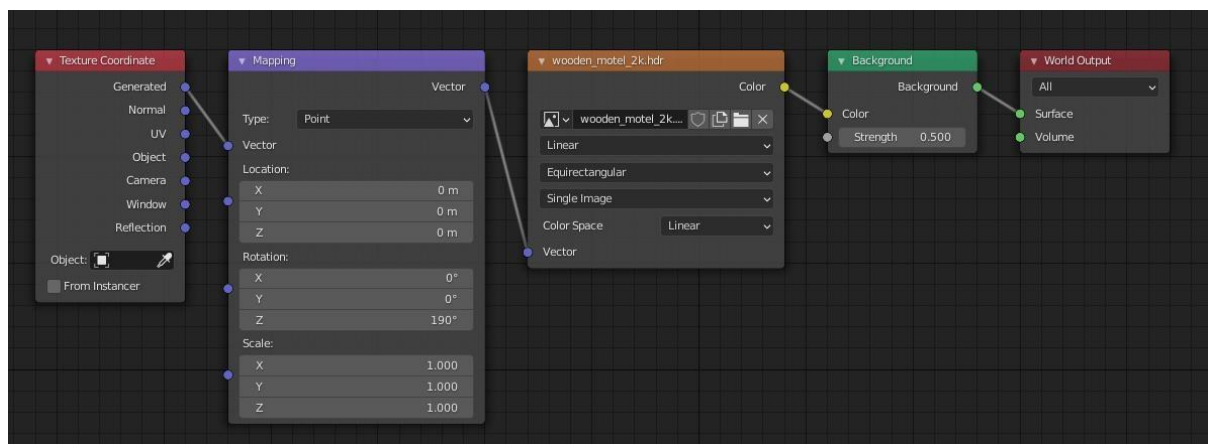 Texture Coordinate
Generated
Normal
UV
Object
Camera
Window
Reflection
Object:
From Instancer
Mapping
Vector
Type: Point
Vector
Location:
X 0 m
Y 0 m
Z 0 m
Rotation:
X 0°
Y 0°
Z 190°
Scale:
X 1.000
Y 1.000
Z 1.000
wooden_motel_2k.hdr
Color
wooden_motel_2k....
Linear
Equirectangular
Single Image
Color Space Linear
Vector
Background
Background
Color
Strength 0.500
World Output
All
Surface
Volume